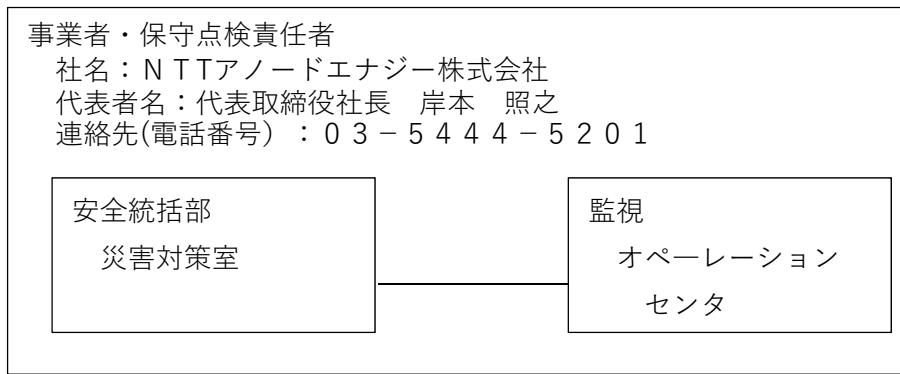 事業者・保守点検責任者
社名：ＮＴTアノードエナジー株式会社
代表者名：代表取締役社長　岸本　照之
連絡先(電話番号）：０３－５４４４－５２０１
安全統括部
災害対策室
監視
オペ―レーション
センタ